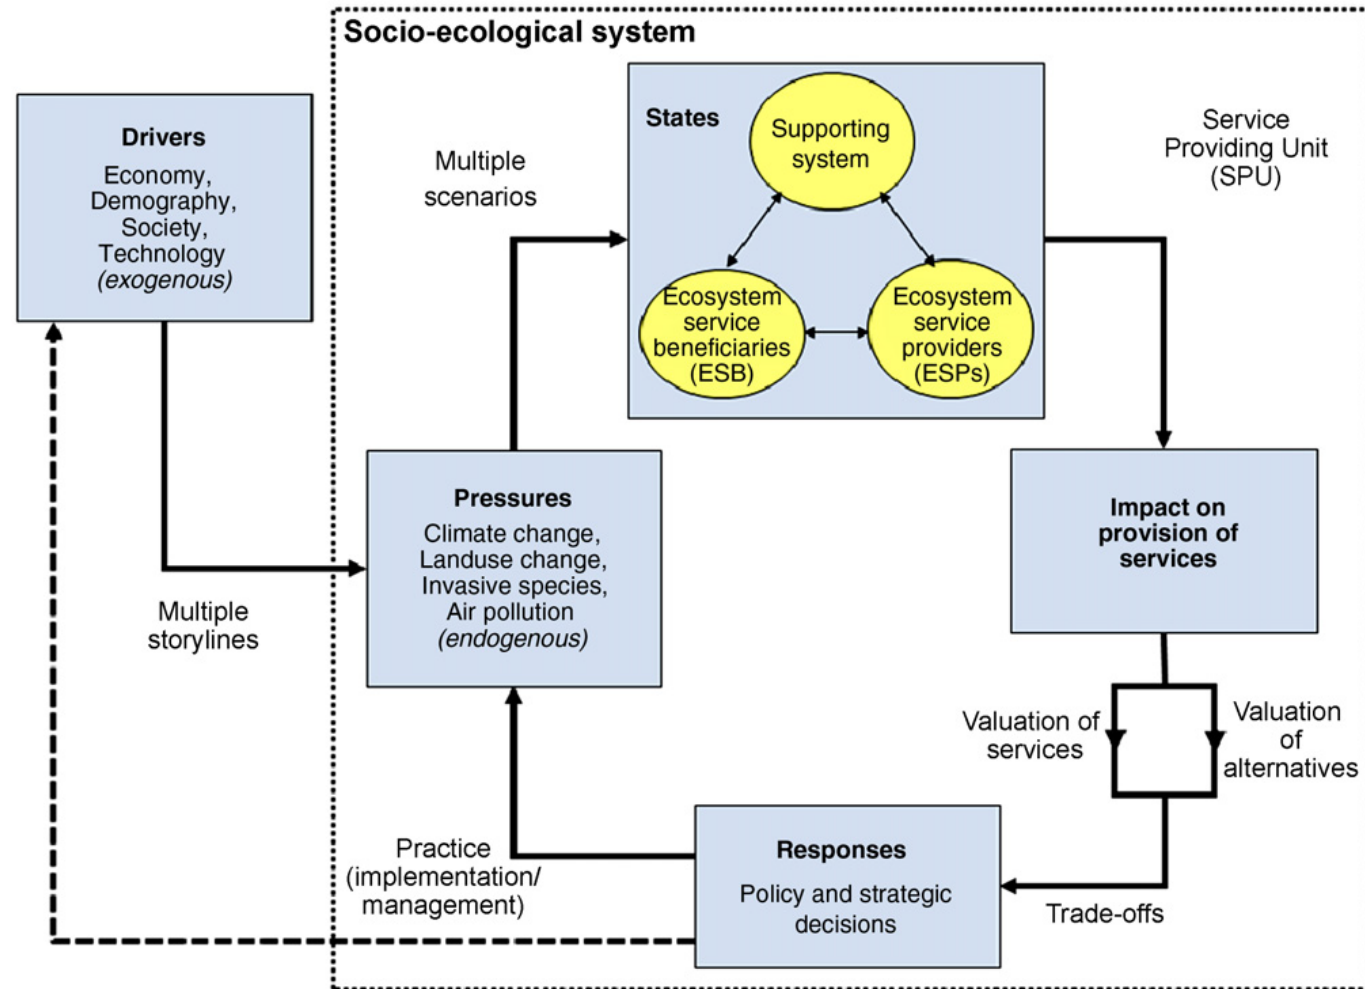 Socio-ecological system
Drivers
Economy,
Demography,
Society,
Technology
(exogenous)
Multiple
scenarios
States
Supporting
system
Ecosystem
service
beneficiaries
(ESB)
Ecosystem
service
providers
(ESPs)
Service
Providing Unit
(SPU)
Pressures
Climate change,
Landuse change,
Invasive species,
Air pollution
(endogenous)
Multiple
storylines
Impact on
provision of
services
Valuation of
services
Valuation
of
alternatives
Practice
(implementation/
management)
Responses
Policy and strategic
decisions
Trade-offs